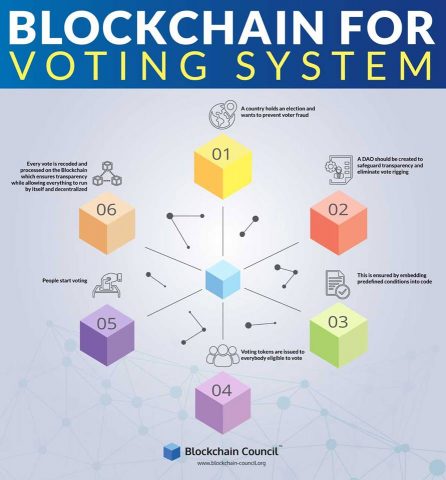 BLOCKCHAIN FOR
VOTING SYSTEM
A country holds an election and
wants to prevent voter fraud
01
A DAO should be created to
safeguard transparency and
eliminate vote rigging
02
This is ensured by embedding
predefined conditions into code
03
Voting tokens are issued to
everybody eligible to vote
04
People start voting
05
Every vote is recoded and
processed on the Blockchain
which ensures transparency
while allowing everything to run
by itself and decentralized
06
Blockchain Council™
www.blockchain-council.org